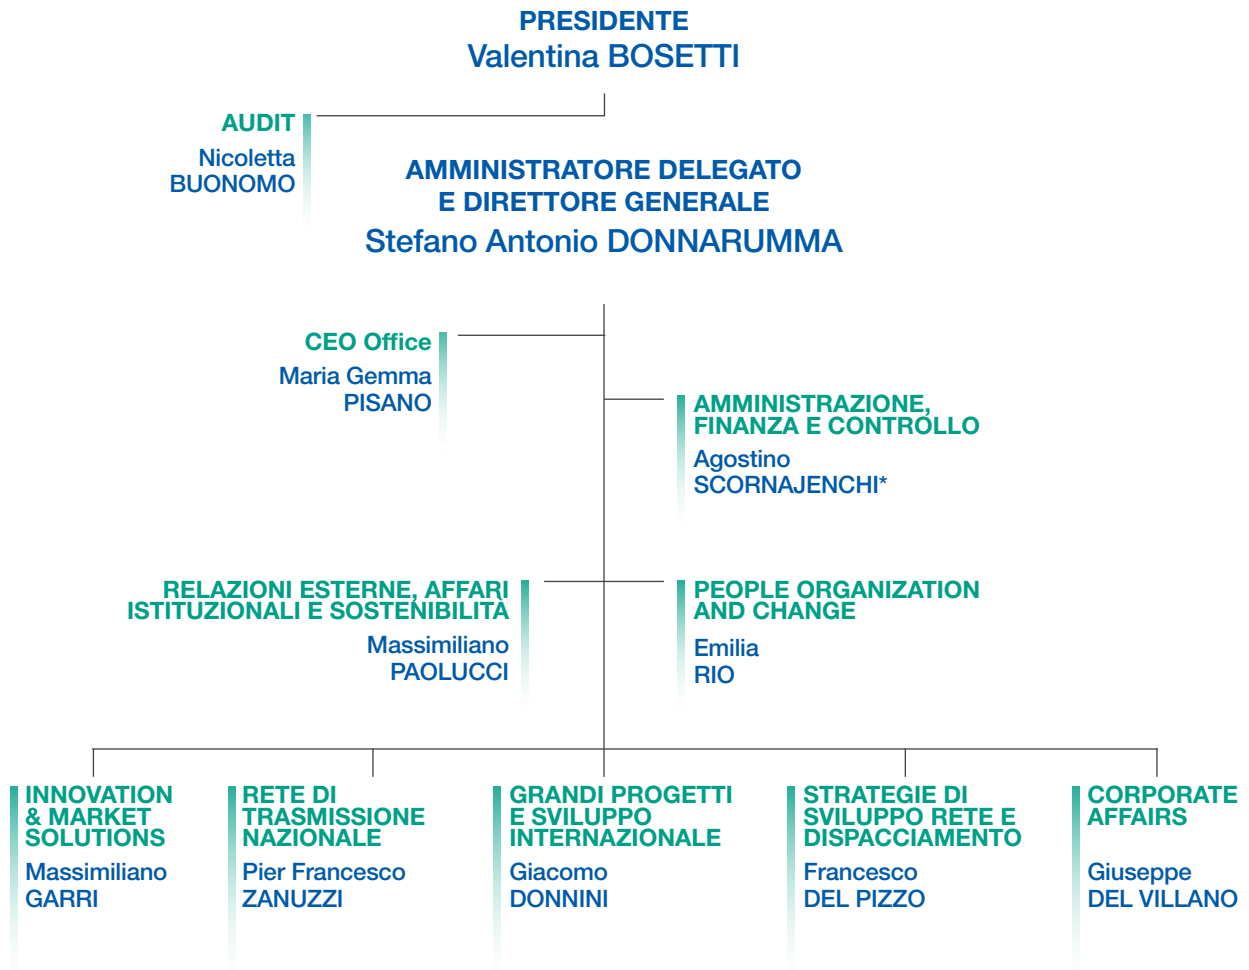 PRESIDENTE
Valentina BOSETTI
AUDIT
Nicoletta
BUONOMO
AMMINISTRATORE DELEGATO
E DIRETTORE GENERALE
Stefano Antonio DONNARUMMA
CEO Office
Maria Gemma
PISANO
AMMINISTRAZIONE,
FINANZA E CONTROLLO
Agostino
SCORNAJENCHI*
RELAZIONI ESTERNE, AFFARI
ISTITUZIONALI E SOSTENIBILITÀ
Massimiliano
PAOLUCCI
PEOPLE ORGANIZATION
AND CHANGE
Emilia
RIO
INNOVATION
& MARKET
SOLUTIONS
Massimiliano
GARRI
RETE DI
TRASMISSIONE
NAZIONALE
Pier Francesco
ZANUZZI
GRANDI PROGETTI
E SVILUPPO
INTERNAZIONALE
Giacomo
DONNINI
STRATEGIE DI
SVILUPPO RETE E
DISPACCIAMENTO
Francesco
DEL PIZZO
CORPORATE
AFFAIRS
Giuseppe
DEL VILLANO